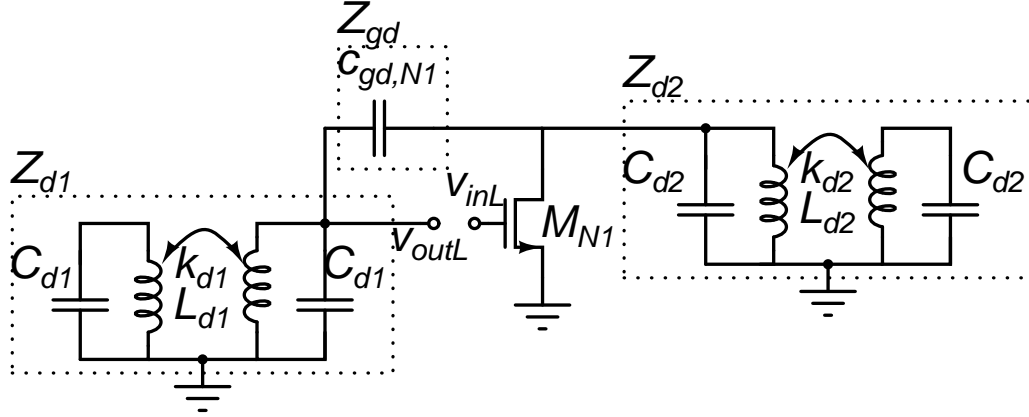 Z_gd
c_gd,N1
Z_d2
Z_d1
v_inL
C_d2
k_d2
C_d2
L_d2
M_N1
v_outL
C_d1
k_d1
C_d1
L_d1